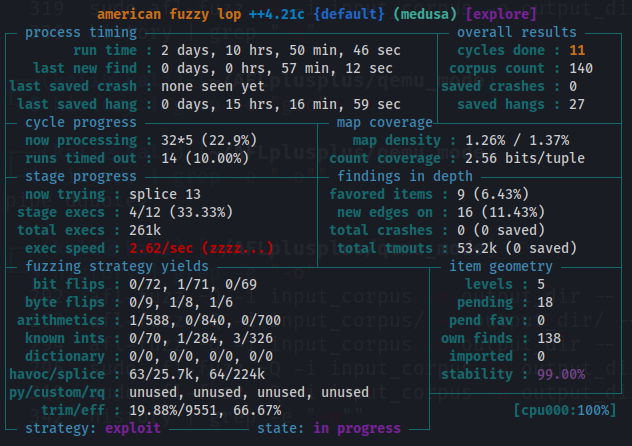 american fuzzy lop ++4.21c {default} (medusa) [explore]
process timing overall results
run time : 2 days, 10 hrs, 50 min, 46 sec cycles done : 11
last new find : 0 days, 0 hrs, 57 min, 12 sec corpus count : 140
last saved crash : none seen yet saved crashes : 0
last saved hang : 0 days, 15 hrs, 16 min, 59 sec saved hangs : 27
cycle progress map coverage
now processing : 32*5 (22.9%) map density : 1.26% / 1.37%
runs timed out : 14 (10.00%) count coverage : 2.56 bits/tuple
stage progress findings in depth
now trying : splice 13 favored items : 9 (6.43%)
stage execs : 4/12 (33.33%) new edges on : 16 (11.43%)
total execs : 261k total crashes : 0 (0 saved)
exec speed : 2.62/sec (zzzz...) total tmouts : 53.2k (0 saved)
fuzzing strategy yields item geometry
bit flips : 0/72, 1/71, 0/69 levels : 5
byte flips : 0/9, 1/8, 1/6 pending : 18
arithmetics : 1/588, 0/840, 0/700 pend fav : 0
known ints : 0/70, 1/284, 3/326 own finds : 138
dictionary : 0/0, 0/0, 0/0, 0/0 imported : 0
havoc/splice : 63/25.7k, 64/224k stability : 99.00%
py/custom/rq : unused, unused, unused, unused
trim/eff : 19.88%/9551, 66.67% [cpu000:100%]
strategy: exploit state: in progress